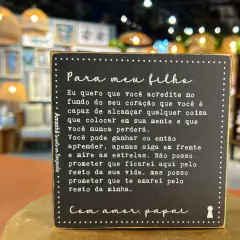 Para meu filho
Eu quero que você acredite no
fundo do seu coração que você é
capaz de alcançar qualquer coisa
que colocar em sua mente e que
você nunca perderá.
Você pode ganhar ou então
aprender, apenas siga em frente
e mire as estrelas. Não posso
prometer que ficarei aqui pelo
resto da sua vida, mas posso
prometer que te amarei pelo
resto da minha.
Com amor, papai